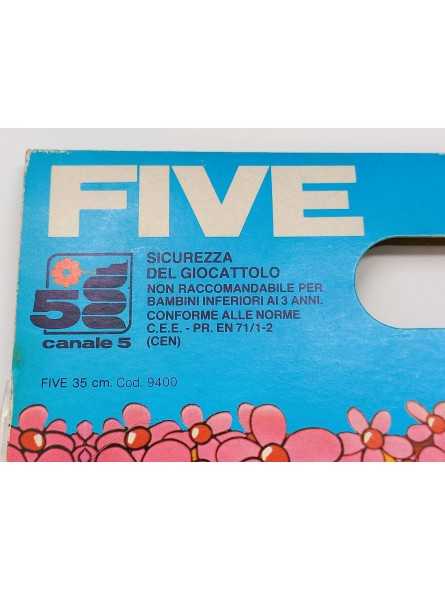 FIVE
SICUREZZA
DEL GIOCATTOLO
NON RACCOMANDABILE PER
BAMBINI INFERIORI AI 3 ANNI.
CONFORME ALLE NORME
C.E.E. - PR. EN 71/1-2
(CEN)
5
canale 5
FIVE 35 cm. Cod. 9400